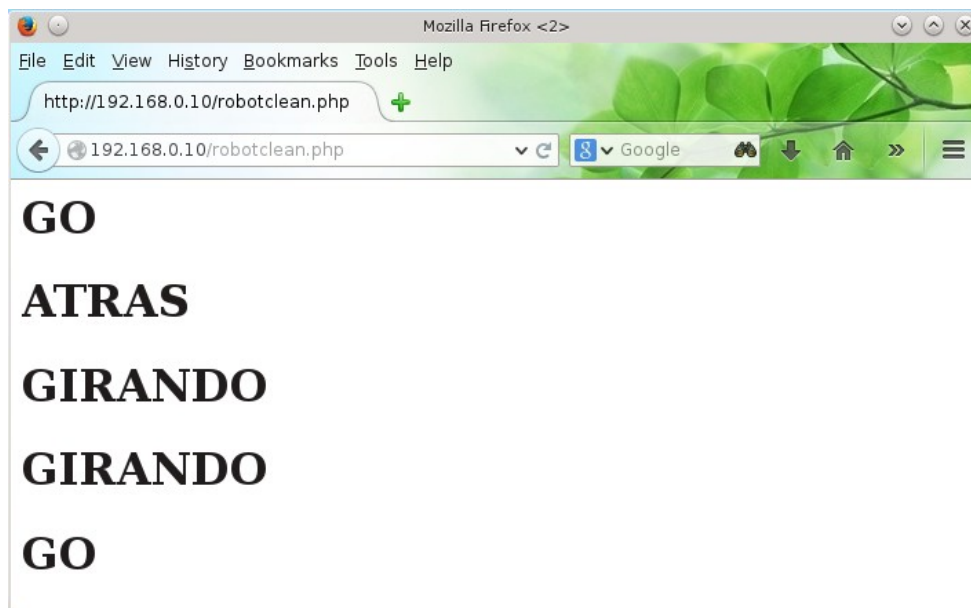 Mozilla Firefox <2>
File Edit View History Bookmarks Tools Help
http://192.168.0.10/robotclean.php
192.168.0.10/robotclean.php
8 Google
GO
ATRAS
GIRANDO
GIRANDO
GO